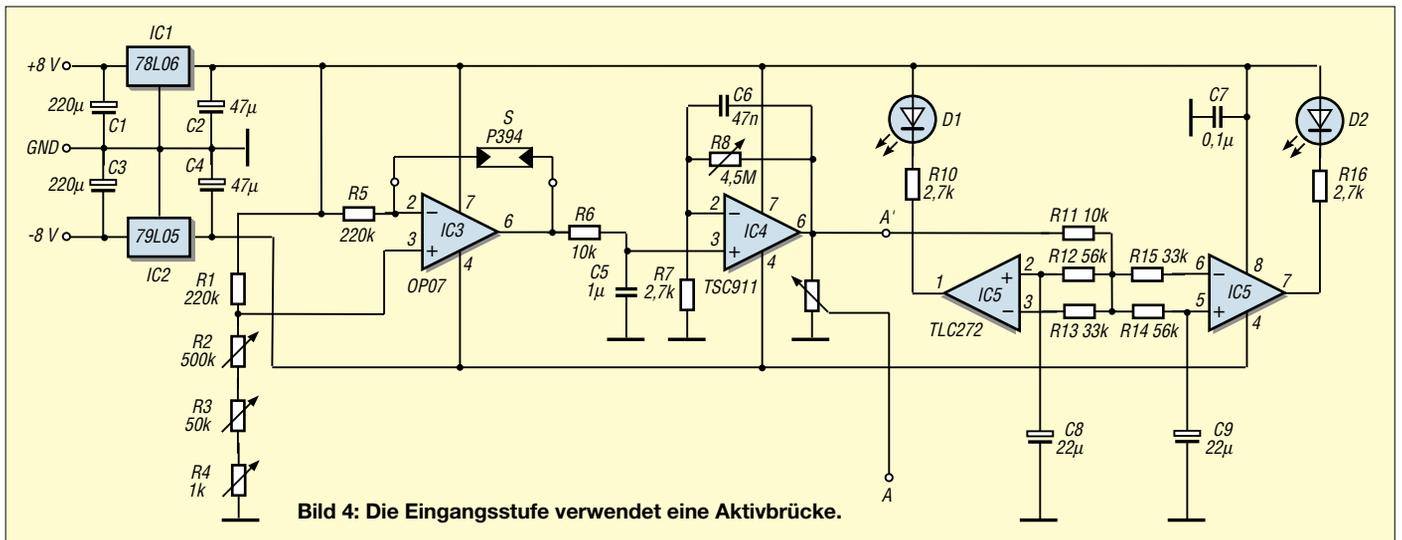 IC1
+8 V
78L06
220µ
C1
C2
47µ
GND
C3
220µ
C4
47µ
-8 V
79L05
IC2
R1
220k
R2
500k
R3
50k
R4
1k
R5
220k
S
P394
2
3
7
6
4
−
+
IC3
OP07
R6
10k
C5
1µ
R7
2,7k
C6
47n
R8
4,5M
2
3
7
6
4
−
+
IC4
TSC911
A'
A
D1
R10
2,7k
1
2
3
+
−
IC5
TLC272
R11 10k
R12 56k
R15 33k
R13 33k
R14 56k
C8
22µ
C9
22µ
6
5
8
7
4
−
+
IC5
C7
0,1µ
D2
R16
2,7k
Bild 4: Die Eingangsstufe verwendet eine Aktivbrücke.